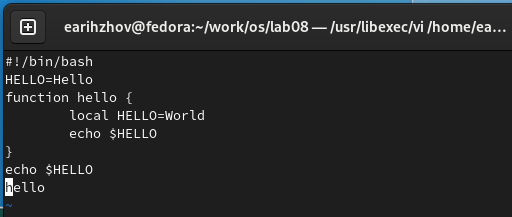 earihzhov@fedora:~/work/os/lab08 — /usr/libexec/vi /home/ea...
#!/bin/bash
HELLO=Hello
function hello {
        local HELLO=World
        echo $HELLO
}
echo $HELLO
hello
~